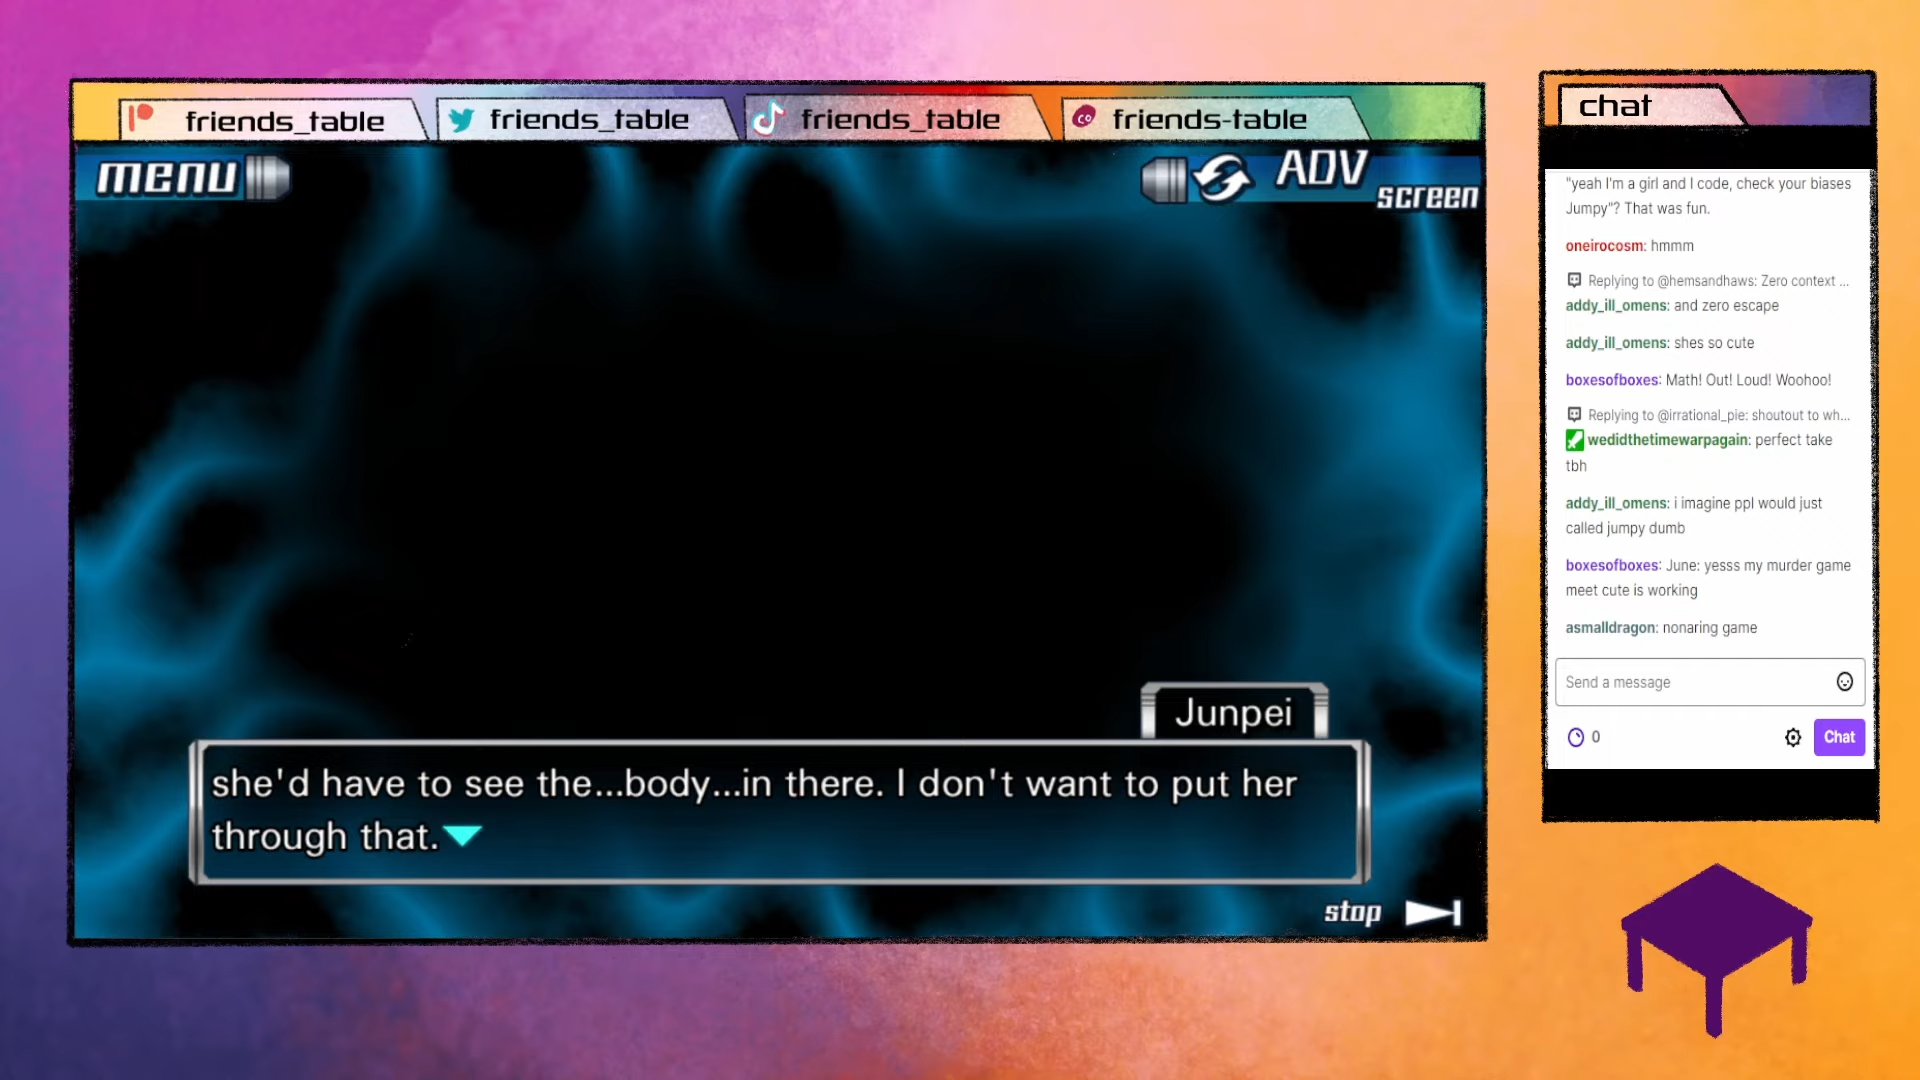 friends_table
friends_table
friends_table
friends-table
menu
ADV
screen
Junpei
she'd have to see the...body...in there. I don't want to put her
through that.
stop
chat
"yeah I'm a girl and I code, check your biases
Jumpy"? That was fun.
oneirocosm: hmmm
Replying to @hemsandhaws: Zero context ...
addy_ill_omens: and zero escape
addy_ill_omens: shes so cute
boxesofboxes: Math! Out! Loud! Woohoo!
Replying to @irrational_pie: shoutout to wh...
wedidthetimewarpagain: perfect take
tbh
addy_ill_omens: i imagine ppl would just
called jumpy dumb
boxesofboxes: June: yesss my murder game
meet cute is working
asmalldragon: nonaring game
Send a message
0
Chat